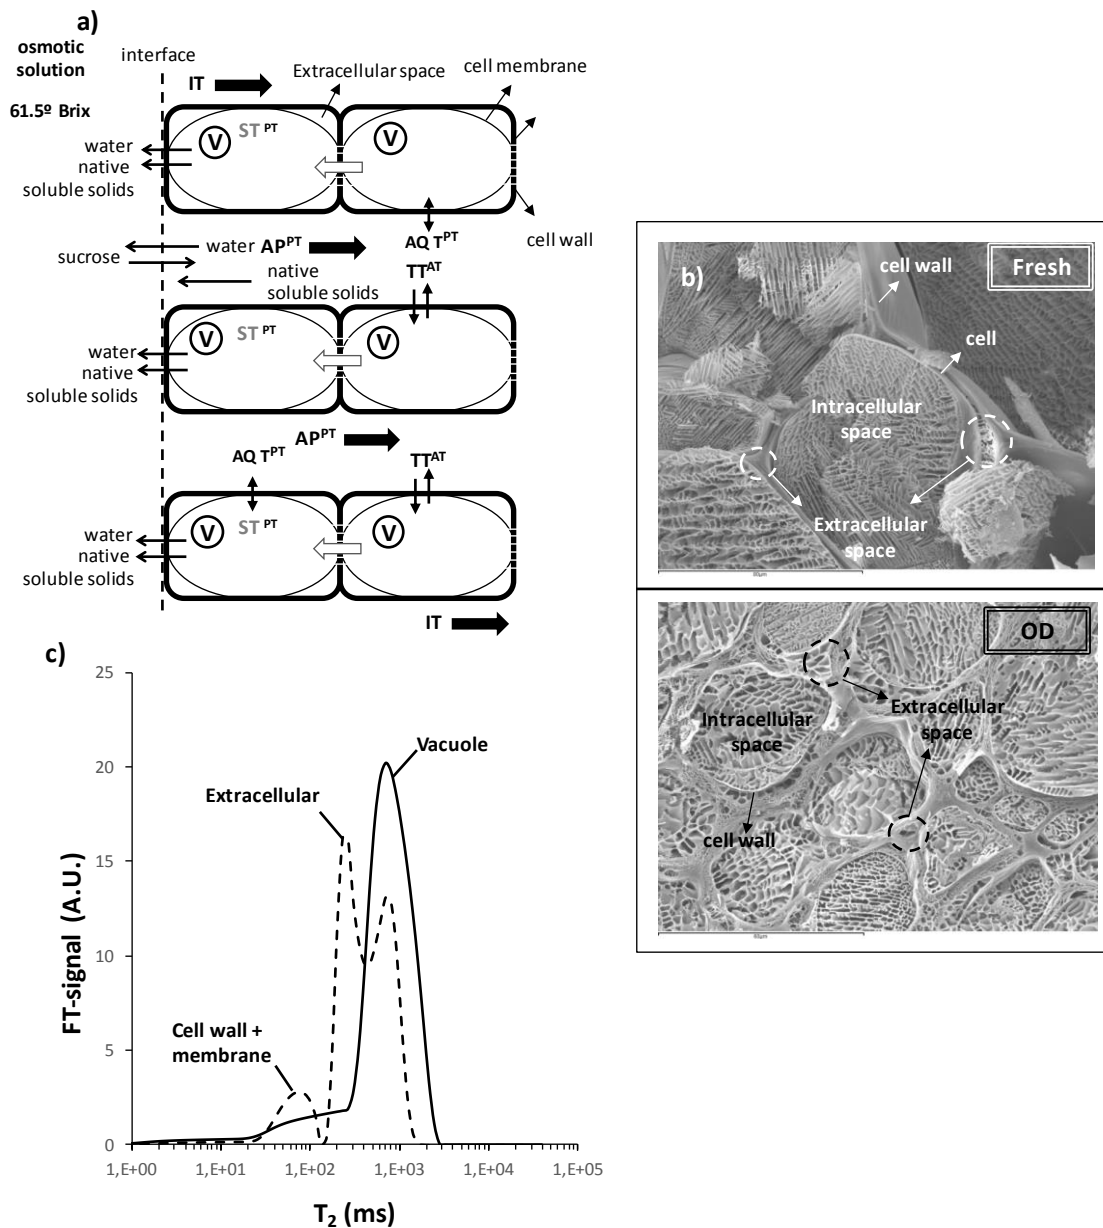 a)
osmotic
solution
61.5º Brix
interface
IT
Extracellular space
cell membrane
V
ST PT
V
water
native
soluble solids
cell wall
AQ T PT
sucrose
water AP PT
native
soluble solids
TT AT
V
ST PT
V
water
native
soluble solids
AP PT
AQ T PT
TT AT
V
ST PT
V
water
native
soluble solids
IT
b)
Fresh
cell wall
cell
Intracellular
space
Extracellular
space
OD
Intracellular
space
Extracellular
space
cell wall
c)
25
20
15
10
5
0
FT-signal (A.U.)
Vacuole
Extracellular
Cell wall +
membrane
1,E+00 1,E+01 1,E+02 1,E+03 1,E+04 1,E+05
T2 (ms)